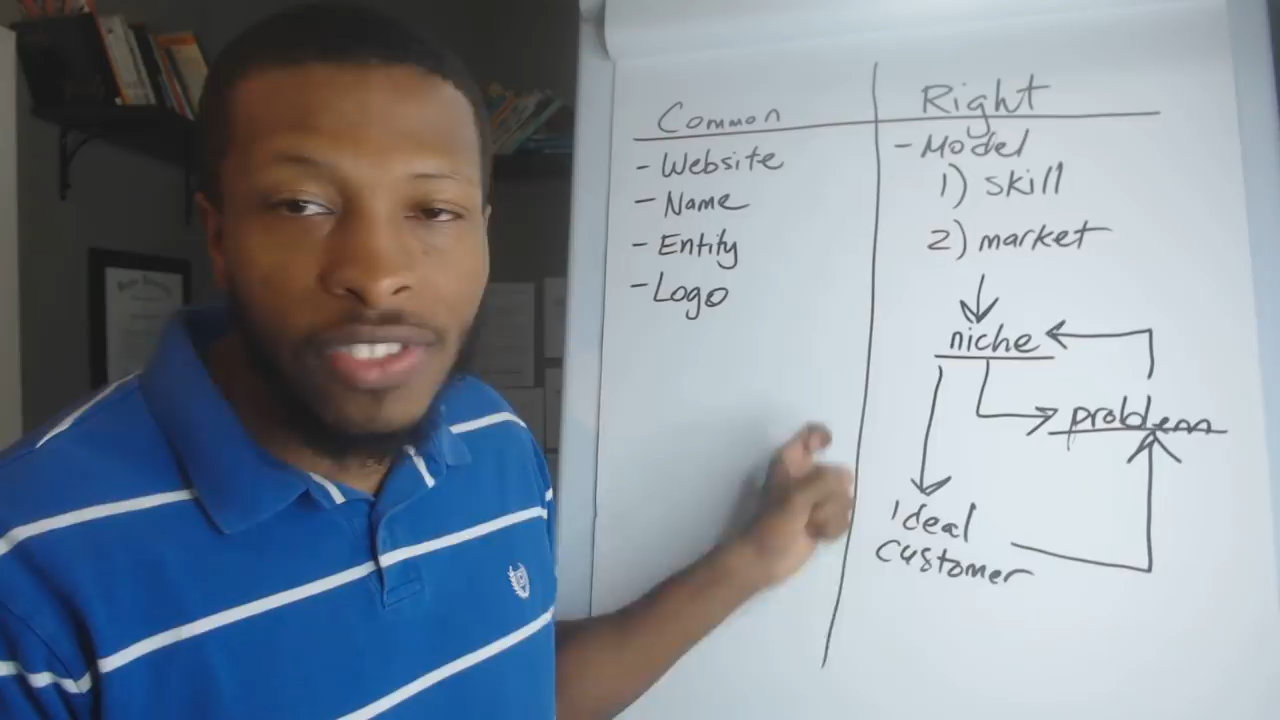 Common
- Website
- Name
- Entity
- Logo
Right
- Model
1) skill
2) market
niche
problem
Ideal
customer